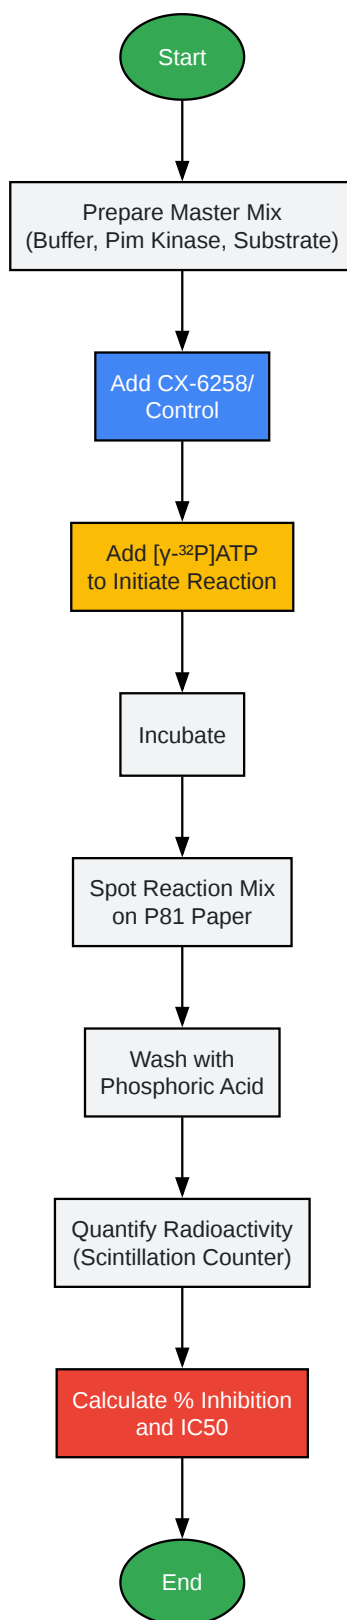 Start
Prepare Master Mix
(Buffer, Pim Kinase, Substrate)
Add CX-6258/
Control
Add [γ-³²P]ATP
to Initiate Reaction
Incubate
Spot Reaction Mix
on P81 Paper
Wash with
Phosphoric Acid
Quantify Radioactivity
(Scintillation Counter)
Calculate % Inhibition
and IC50
End